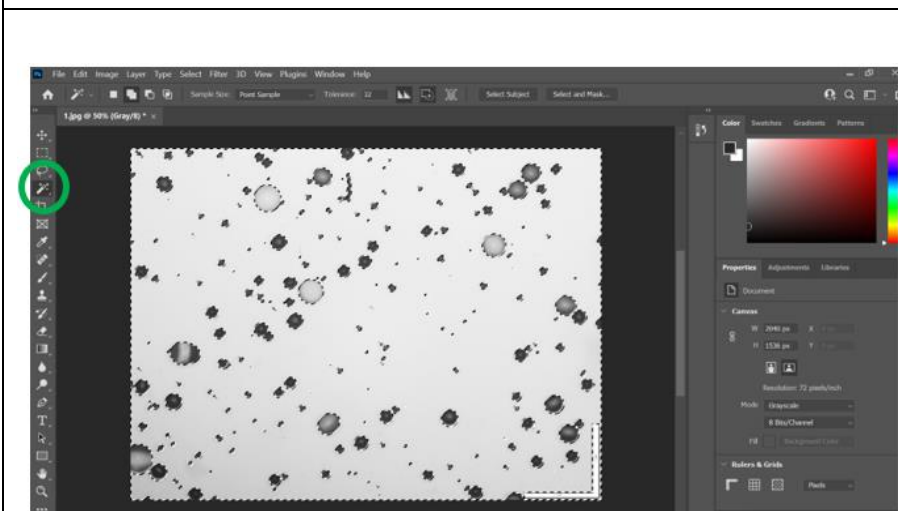 Ps File Edit Image Layer Type Select Filter 3D View Plugins Window Help
Sample Size: Point Sample Tolerance: 32 Select Subject Select and Mask...
1.jpg @ 50% (Gray/8) * ×
Color Swatches Gradients Patterns
Properties Adjustments Libraries
Document
Canvas
W 2040 px X
H 1536 px Y
Resolution: 72 pixels/inch
Mode Grayscale
8 Bits/Channel
Fill Background Color
Rulers & Grids
Pixels
T